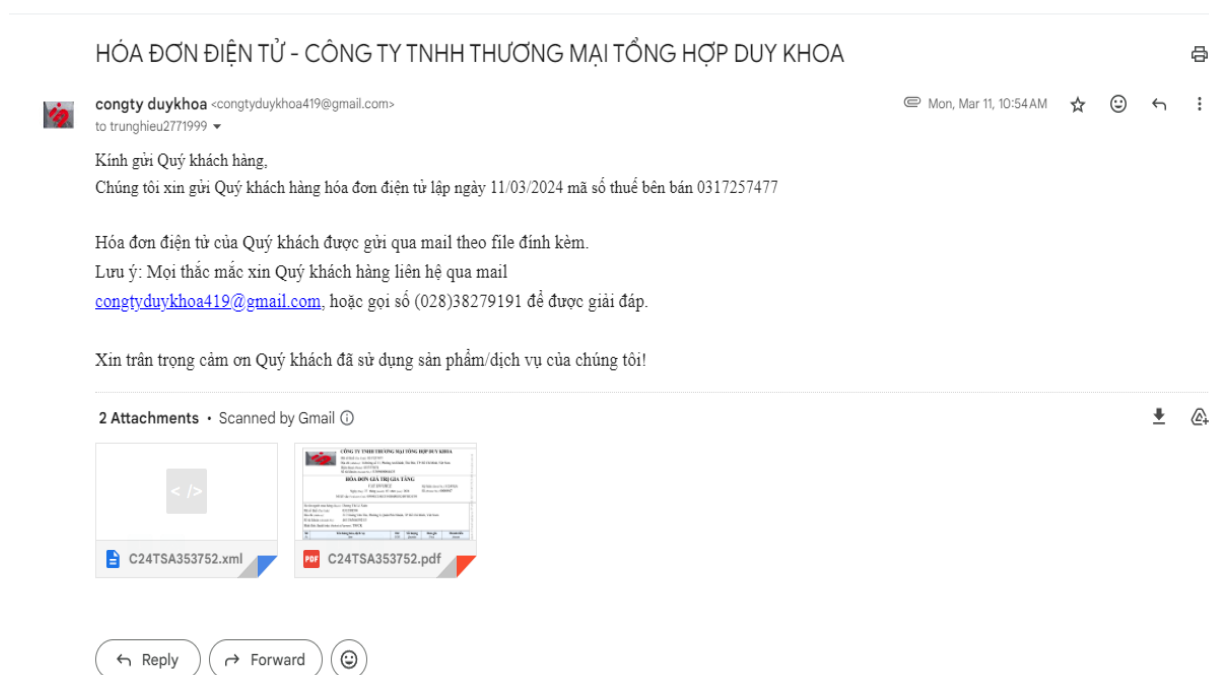 HÓA ĐƠN ĐIỆN TỬ - CÔNG TY TNHH THƯƠNG MẠI TỔNG HỢP DUY KHOA
congty duykhoa <congtyduykhoa419@gmail.com>
Mon, Mar 11, 10:54 AM
to trunghieu2771999
Kính gửi Quý khách hàng,
Chúng tôi xin gửi Quý khách hàng hóa đơn điện tử lập ngày 11/03/2024 mã số thuế bên bán 0317257477
Hóa đơn điện tử của Quý khách được gửi qua mail theo file đính kèm.
Lưu ý: Mọi thắc mắc xin Quý khách hàng liên hệ qua mail
congtyduykhoa419@gmail.com, hoặc gọi số (028)38279191 để được giải đáp.
Xin trân trọng cảm ơn Quý khách đã sử dụng sản phẩm/dịch vụ của chúng tôi!
2 Attachments • Scanned by Gmail
CÔNG TY TNHH THƯƠNG MẠI TỔNG HỢP DUY KHOA
HÓA ĐƠN GIÁ TRỊ GIA TĂNG
C24TSA353752.xml
PDF C24TSA353752.pdf
Reply
Forward